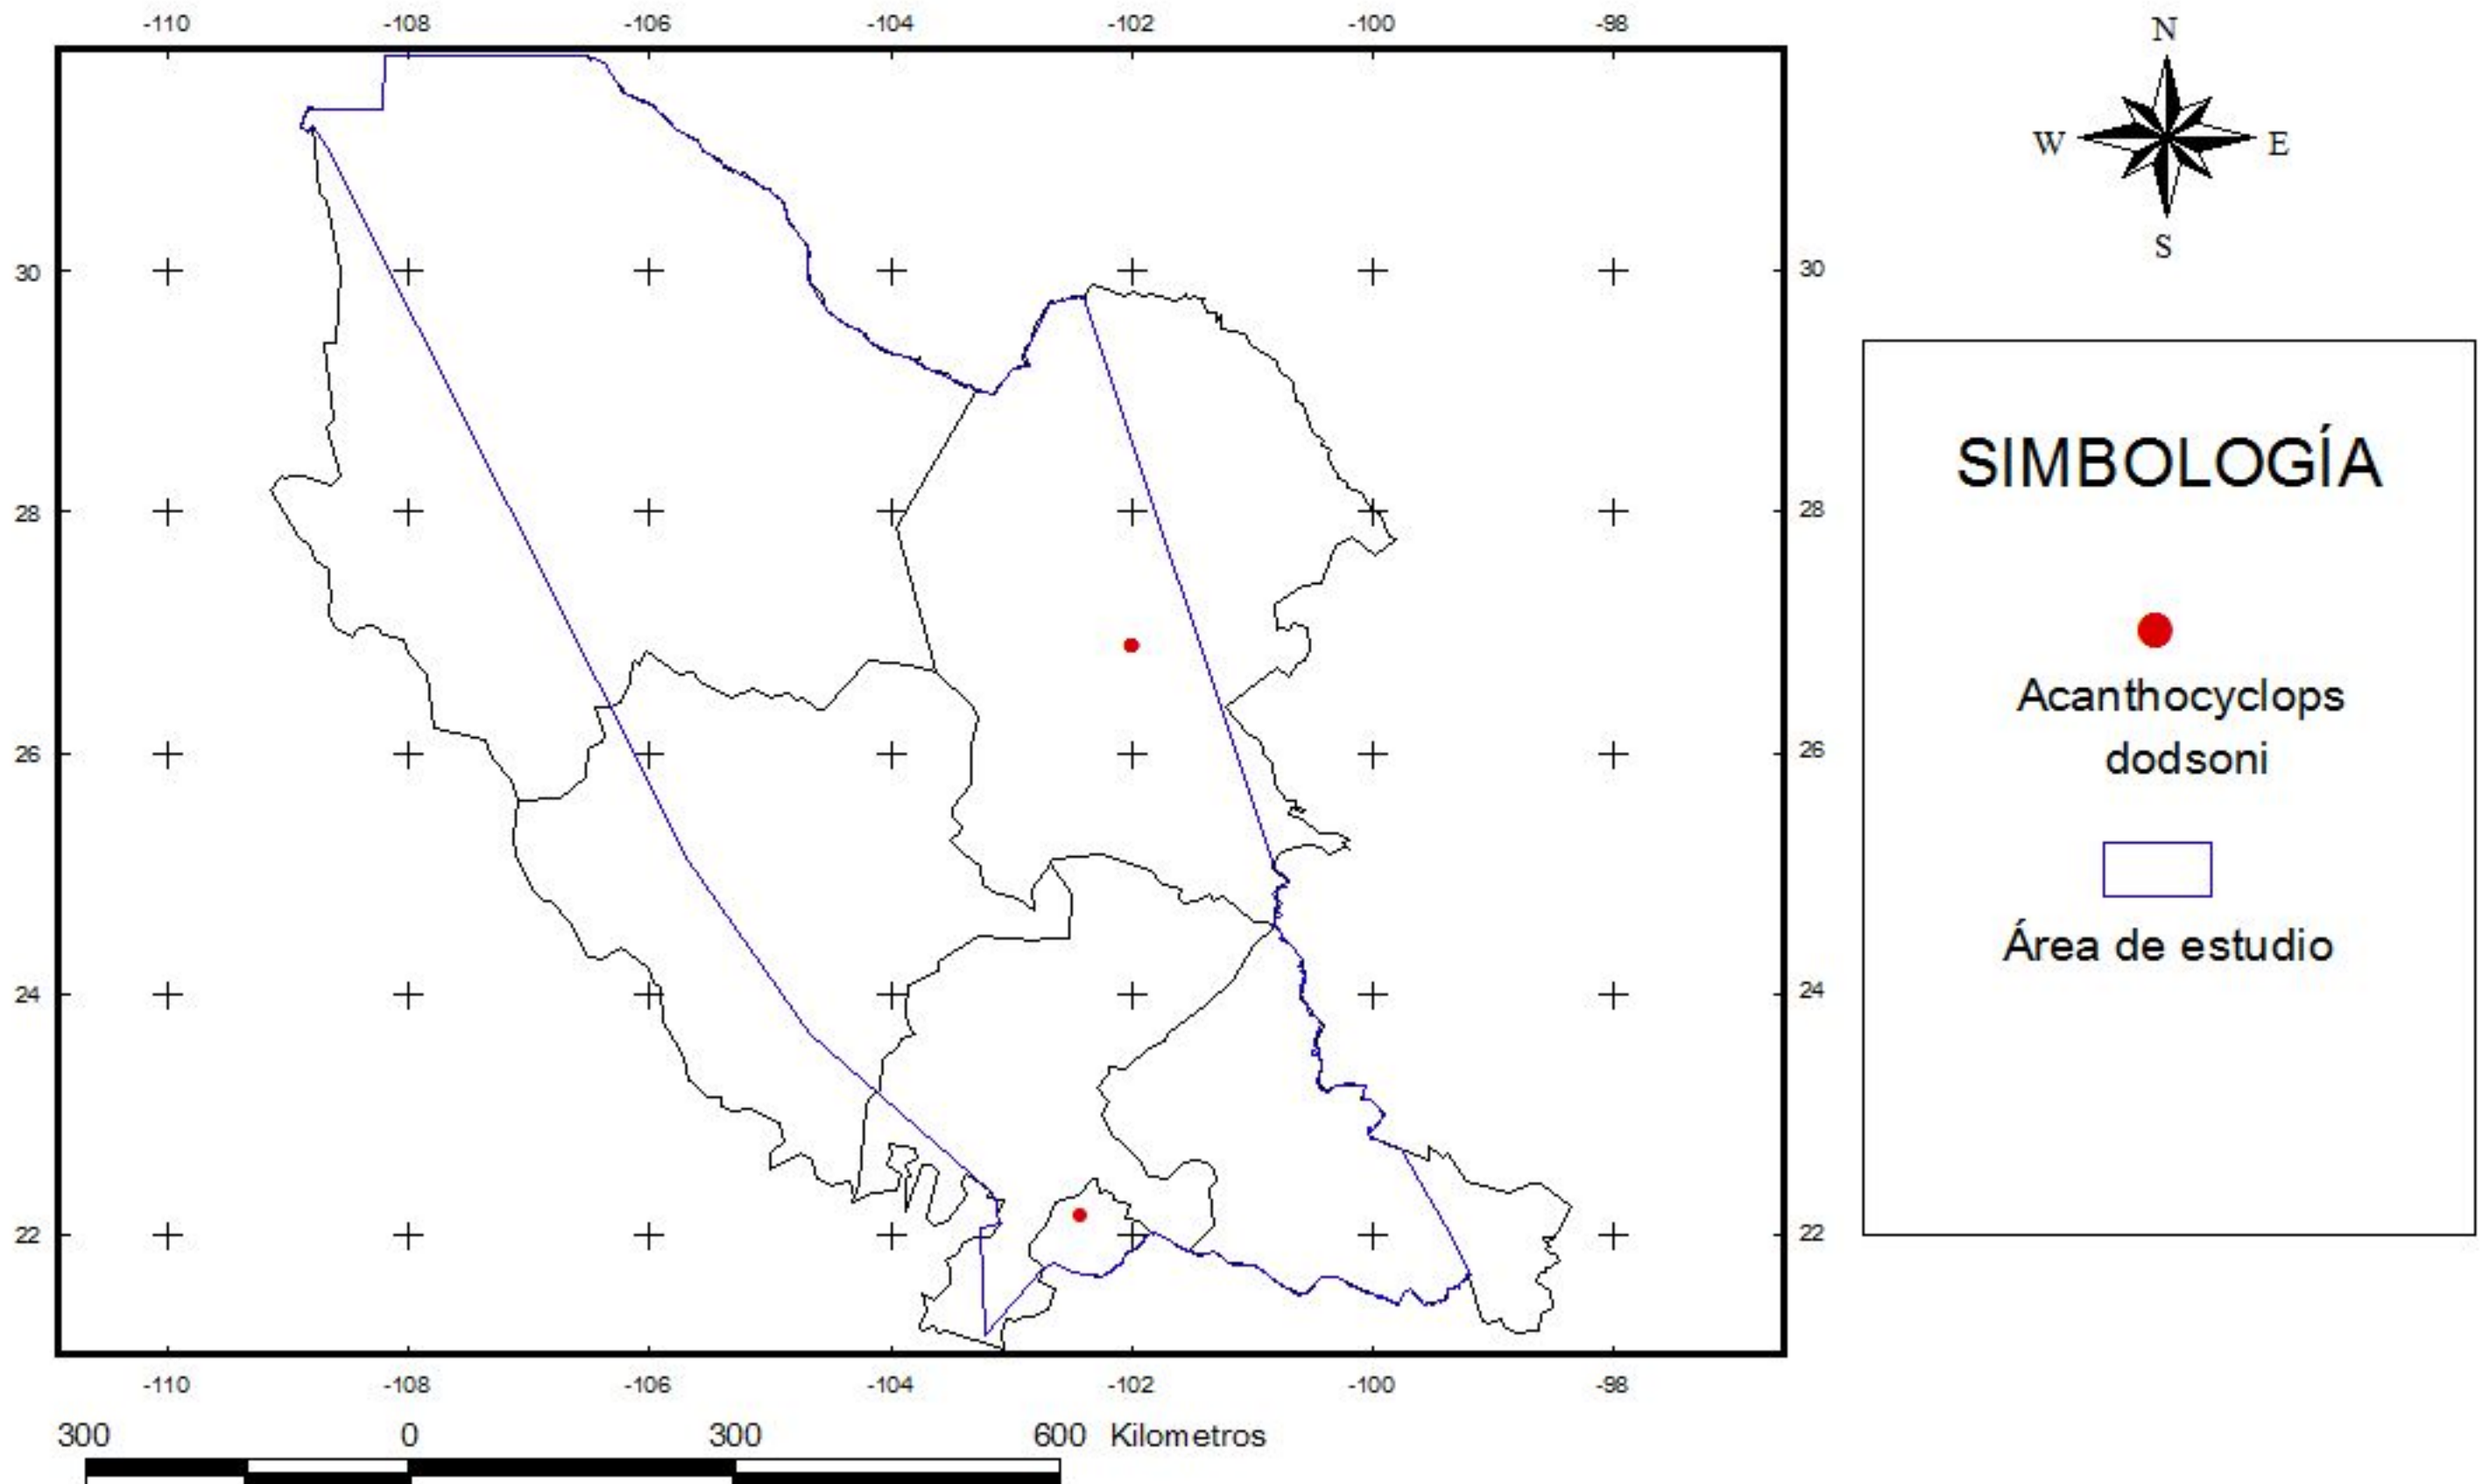 -110 -108 -106 -104 -102 -100 -98
N
W E
S
30 30
28 28
26 26
24 24
22 22
SIMBOLOGÍA
Acanthocyclops
dodsoni
Área de estudio
-110 -108 -106 -104 -102 -100 -98
300 0 300 600 Kilometros